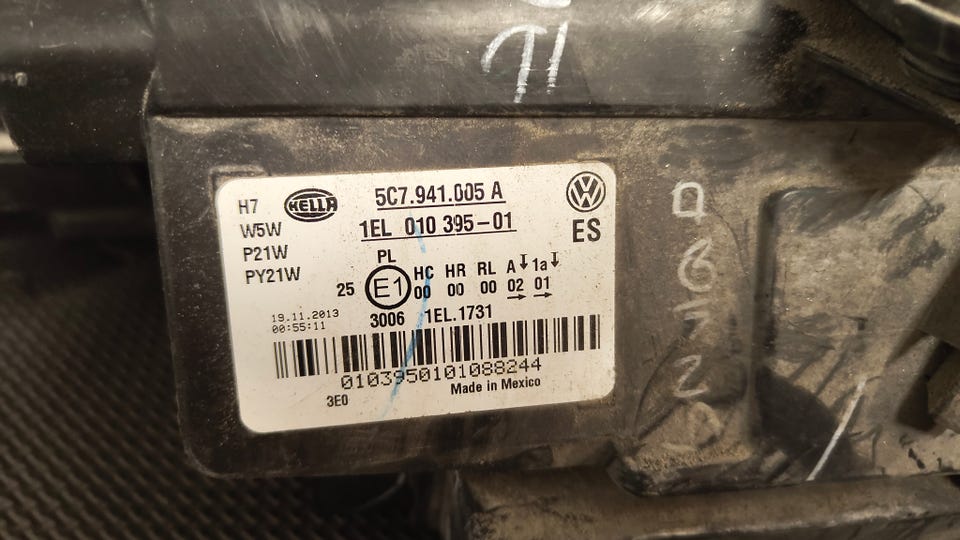 H7
W5W
P21W
PY21W
HELLA
5C7.941.005 A
1EL 010 395-01
ES
PL
25 E1 HC HR RL A 1a
00 00 00 02 01
3006 1EL.1731
19.11.2013
00:55:11
0103950101088244
3E0
Made in Mexico